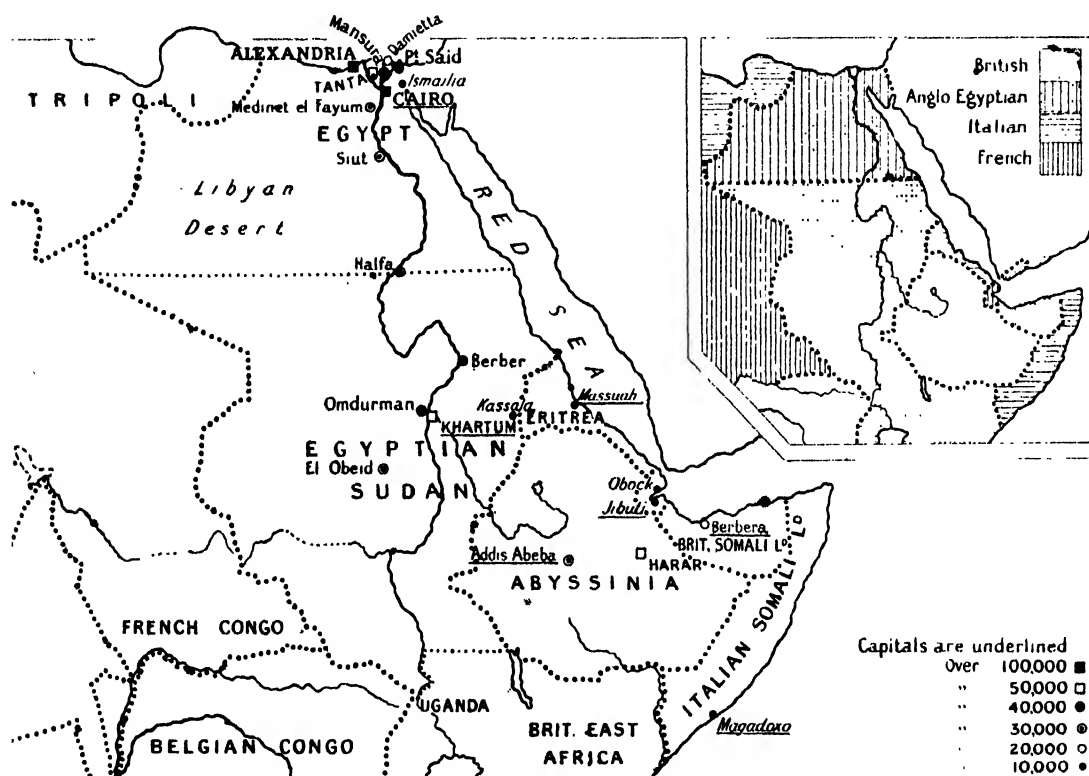 Mansura
Damietta
ALEXANDRIA
Pt. Said
TANTA
Ismailia
CAIRO
TRIPOLI
Medinet el Fayum
EGYPT
Siut
Libyan
Desert
RED SEA
Halfa
Berber
Omdurman
Kassala
Massuah
KHARTUM
ERITREA
EGYPTIAN
El Obeid
SUDAN
Obock
Jibuti
Berbera
BRIT. SOMALI Lᴰ
Addis Abeba
HARAR
ABYSSINIA
ITALIAN SOMALI Lᴰ
FRENCH CONGO
UGANDA
BRIT. EAST
AFRICA
Magadoxo
BELGIAN CONGO
British
Anglo Egyptian
Italian
French
Capitals are underlined
Over 100,000
" 50,000
" 40,000
" 30,000
" 20,000
" 10,000